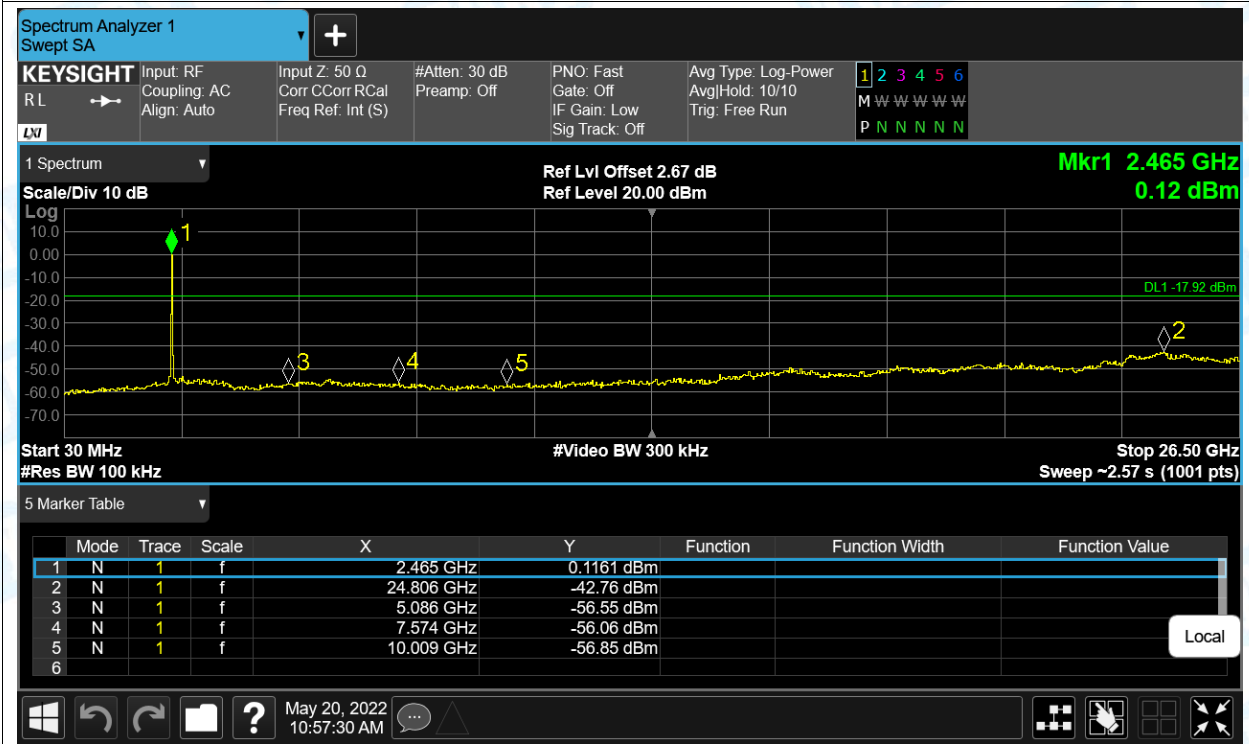 Spectrum Analyzer 1
Swept SA
KEYSIGHT Input: RF Input Z: 50 Ω #Atten: 30 dB PNO: Fast Avg Type: Log-Power 1 2 3 4 5 6
R L Coupling: AC Corr CCorr RCal Preamp: Off Gate: Off Avg|Hold: 10/10 M W W W W W
Align: Auto Freq Ref: Int (S) IF Gain: Low Trig: Free Run
LXI Sig Track: Off P N N N N N
1 Spectrum Ref Lvl Offset 2.67 dB Mkr1 2.465 GHz
Scale/Div 10 dB Ref Level 20.00 dBm 0.12 dBm
Log
10.0 1
0.00
-10.0
DL1 -17.92 dBm
-20.0
-30.0
2
-40.0
3 4 5
-50.0
-60.0
-70.0
Start 30 MHz #Video BW 300 kHz Stop 26.50 GHz
#Res BW 100 kHz Sweep ~2.57 s (1001 pts)
5 Marker Table
Mode Trace Scale X Y Function Function Width Function Value
1 N 1 f 2.465 GHz 0.1161 dBm
2 N 1 f 24.806 GHz -42.76 dBm
3 N 1 f 5.086 GHz -56.55 dBm
4 N 1 f 7.574 GHz -56.06 dBm
5 N 1 f 10.009 GHz -56.85 dBm
6
Local
? May 20, 2022
10:57:30 AM